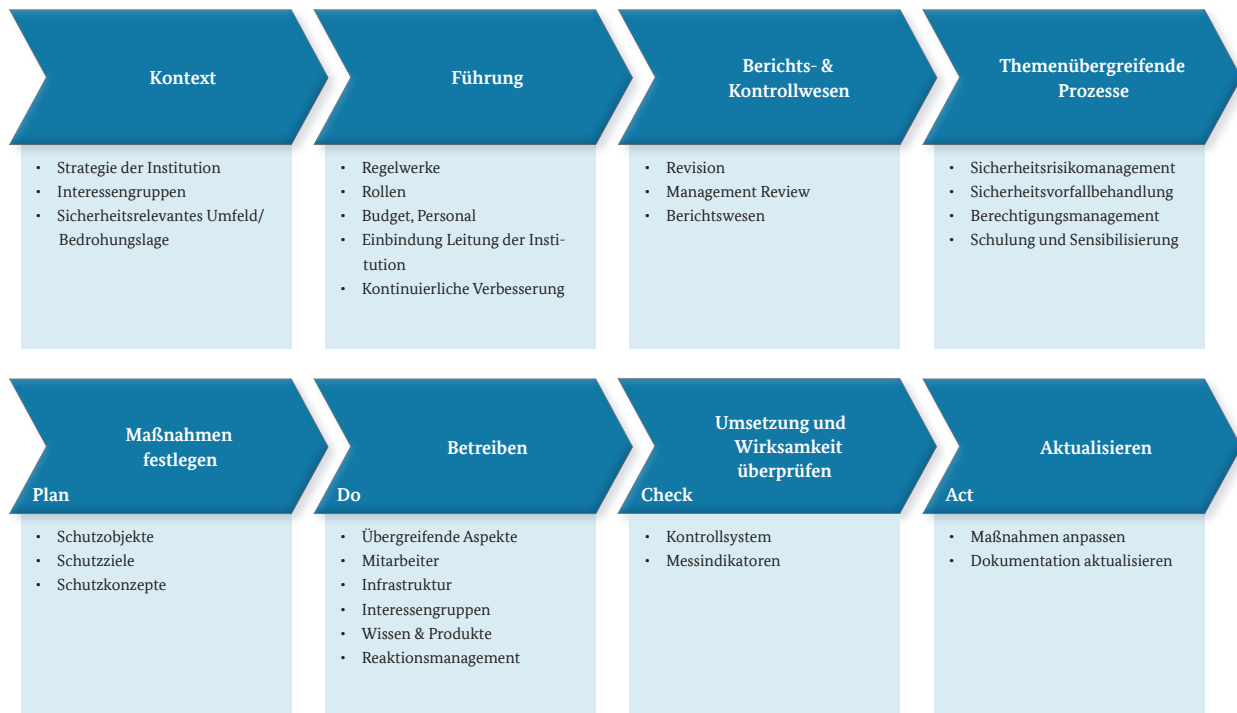 Kontext
• Strategie der Institution
• Interessengruppen
• Sicherheitsrelevantes Umfeld/
Bedrohungslage
Führung
• Regelwerke
• Rollen
• Budget, Personal
• Einbindung Leitung der Insti-
tution
• Kontinuierliche Verbesserung
Berichts- &
Kontrollwesen
• Revision
• Management Review
• Berichtswesen
Themenübergreifende
Prozesse
• Sicherheitsrisikomanagement
• Sicherheitsvorfallbehandlung
• Berechtigungsmanagement
• Schulung und Sensibilisierung
Maßnahmen
festlegen
Plan
• Schutzobjekte
• Schutzziele
• Schutzkonzepte
Betreiben
Do
• Übergreifende Aspekte
• Mitarbeiter
• Infrastruktur
• Interessengruppen
• Wissen & Produkte
• Reaktionsmanagement
Umsetzung und
Wirksamkeit
überprüfen
Check
• Kontrollsystem
• Messindikatoren
Aktualisieren
Act
• Maßnahmen anpassen
• Dokumentation aktualisieren